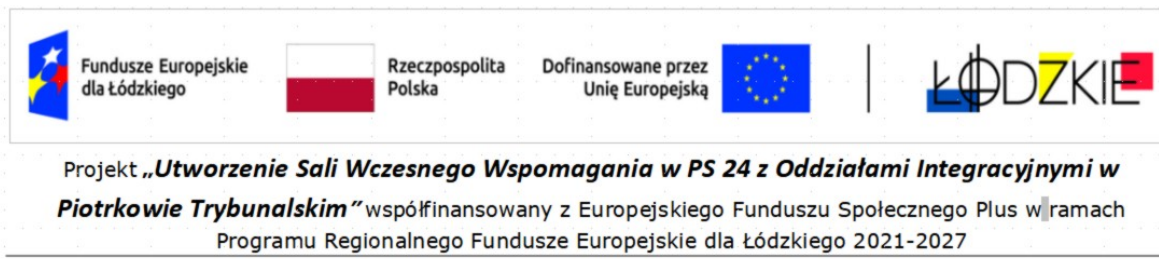 Fundusze Europejskie
dla Łódzkiego
Rzeczpospolita
Polska
Dofinansowane przez
Unię Europejską
ŁÓDZKIE
Projekt „Utworzenie Sali Wczesnego Wspomagania w PS 24 z Oddziałami Integracyjnymi w
Piotrkowie Trybunalskim” współfinansowany z Europejskiego Funduszu Społecznego Plus w ramach
Programu Regionalnego Fundusze Europejskie dla Łódzkiego 2021-2027